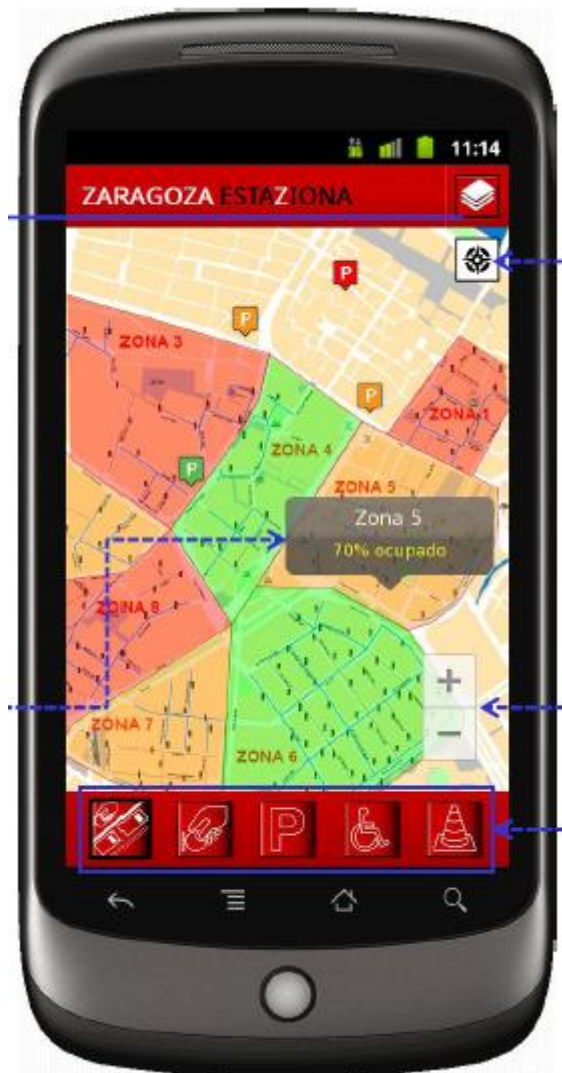 11:14
ZARAGOZA ESTAZIONA
P
P
ZONA 3
P
ZONA 1
ZONA 4
P
ZONA 5
Zona 5
70% ocupado
ZONA 8
+
ZONA 7
−
ZONA 6
P